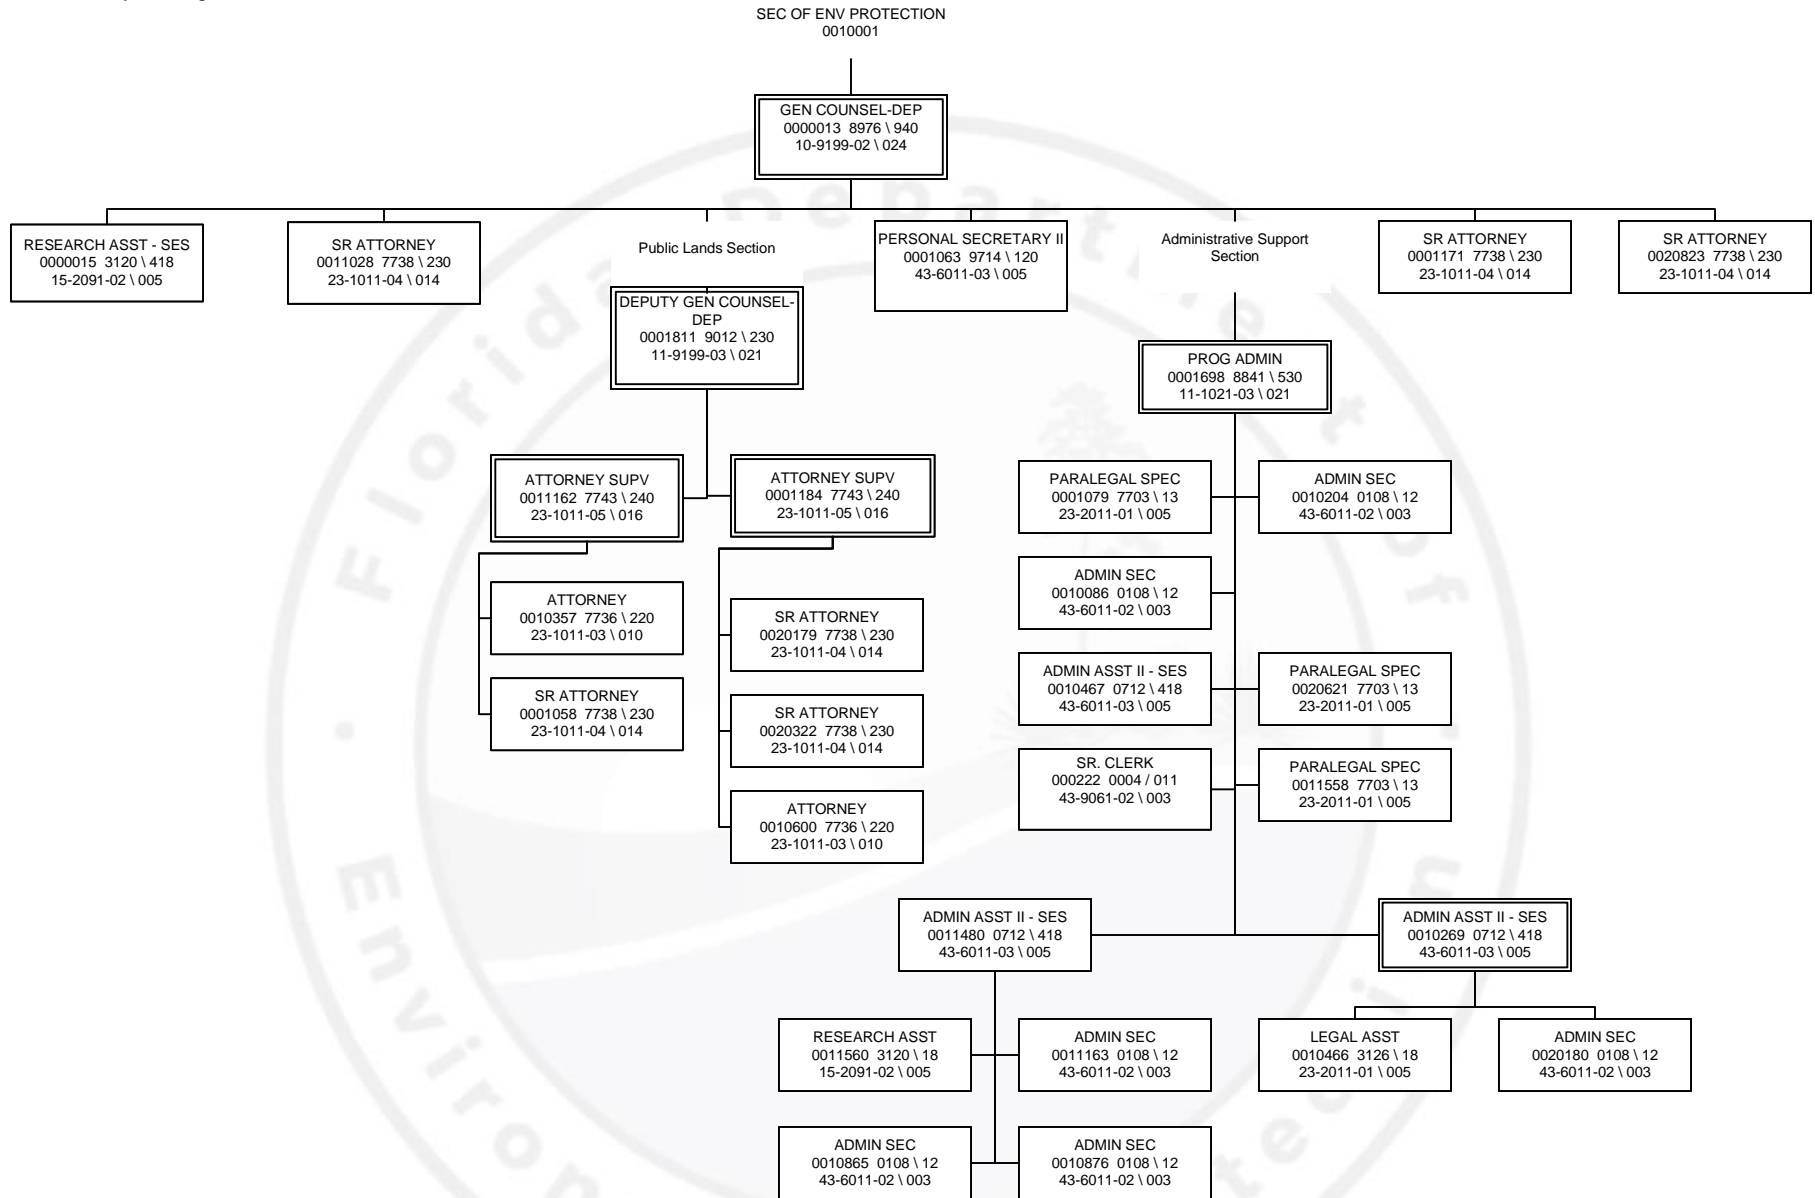 SEC OF ENV PROTECTION
0010001
GEN COUNSEL-DEP
0000013 8976 \ 940
10-9199-02 \ 024
RESEARCH ASST - SES
0000015 3120 \ 418
15-2091-02 \ 005
SR ATTORNEY
0011028 7738 \ 230
23-1011-04 \ 014
Public Lands Section
PERSONAL SECRETARY II
0001063 9714 \ 120
43-6011-03 \ 005
Administrative Support
Section
SR ATTORNEY
0001171 7738 \ 230
23-1011-04 \ 014
SR ATTORNEY
0020823 7738 \ 230
23-1011-04 \ 014
DEPUTY GEN COUNSEL-
DEP
0001811 9012 \ 230
11-9199-03 \ 021
PROG ADMIN
0001698 8841 \ 530
11-1021-03 \ 021
ATTORNEY SUPV
0011162 7743 \ 240
23-1011-05 \ 016
ATTORNEY SUPV
0001184 7743 \ 240
23-1011-05 \ 016
ATTORNEY
0010357 7736 \ 220
23-1011-03 \ 010
SR ATTORNEY
0001058 7738 \ 230
23-1011-04 \ 014
SR ATTORNEY
0020179 7738 \ 230
23-1011-04 \ 014
SR ATTORNEY
0020322 7738 \ 230
23-1011-04 \ 014
ATTORNEY
0010600 7736 \ 220
23-1011-03 \ 010
PARALEGAL SPEC
0001079 7703 \ 13
23-2011-01 \ 005
ADMIN SEC
0010204 0108 \ 12
43-6011-02 \ 003
ADMIN SEC
0010086 0108 \ 12
43-6011-02 \ 003
ADMIN ASST II - SES
0010467 0712 \ 418
43-6011-03 \ 005
PARALEGAL SPEC
0020621 7703 \ 13
23-2011-01 \ 005
SR. CLERK
000222 0004 / 011
43-9061-02 \ 003
PARALEGAL SPEC
0011558 7703 \ 13
23-2011-01 \ 005
ADMIN ASST II - SES
0011480 0712 \ 418
43-6011-03 \ 005
ADMIN ASST II - SES
0010269 0712 \ 418
43-6011-03 \ 005
RESEARCH ASST
0011560 3120 \ 18
15-2091-02 \ 005
ADMIN SEC
0011163 0108 \ 12
43-6011-02 \ 003
LEGAL ASST
0010466 3126 \ 18
23-2011-01 \ 005
ADMIN SEC
0020180 0108 \ 12
43-6011-02 \ 003
ADMIN SEC
0010865 0108 \ 12
43-6011-02 \ 003
ADMIN SEC
0010876 0108 \ 12
43-6011-02 \ 003
Florida Department of